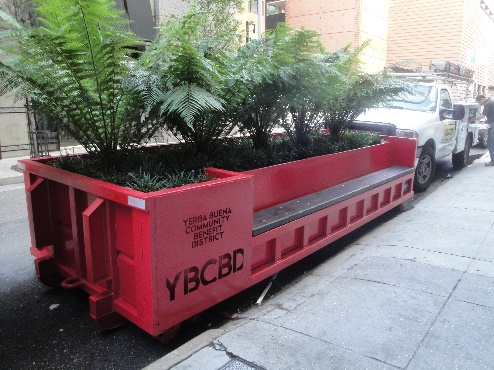 YERBA BUENA
COMMUNITY
BENEFIT
DISTRICT
YBCBD